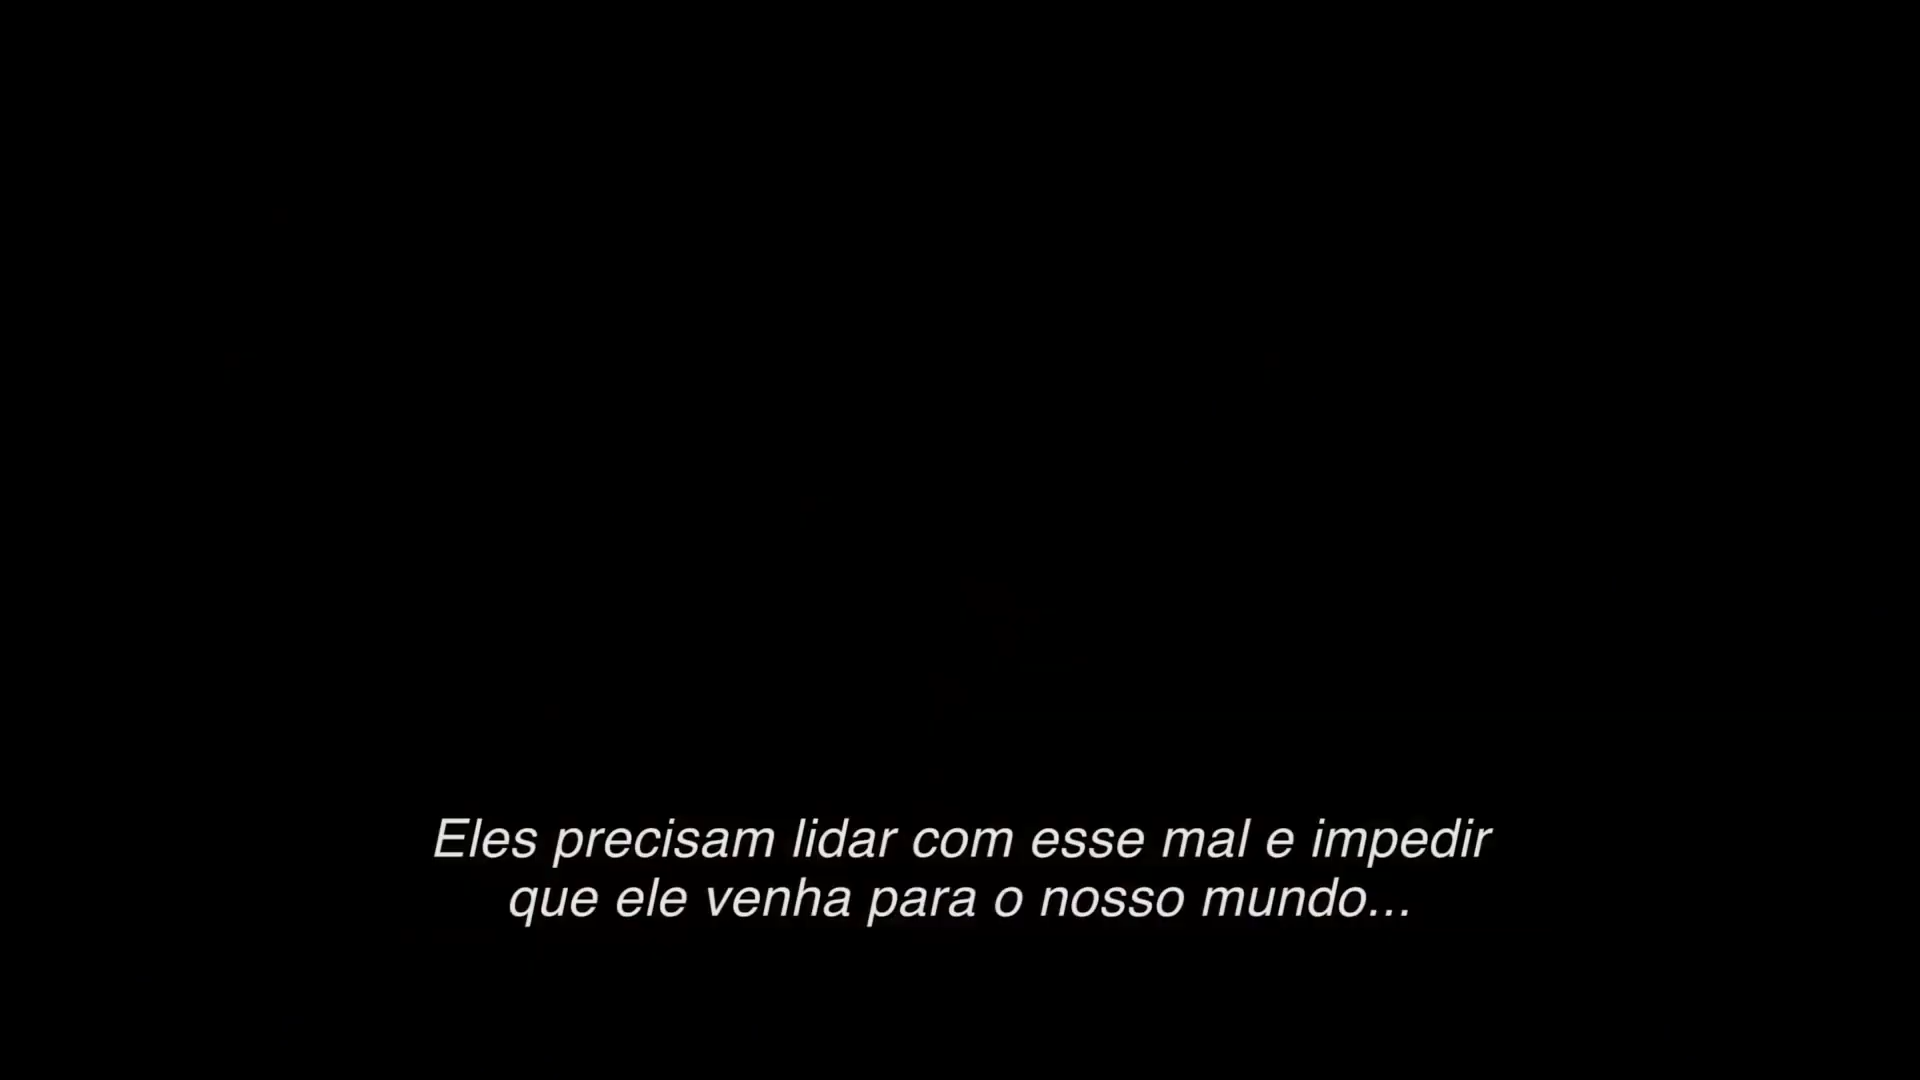 Eles precisam lidar com esse mal e impedir
que ele venha para o nosso mundo...